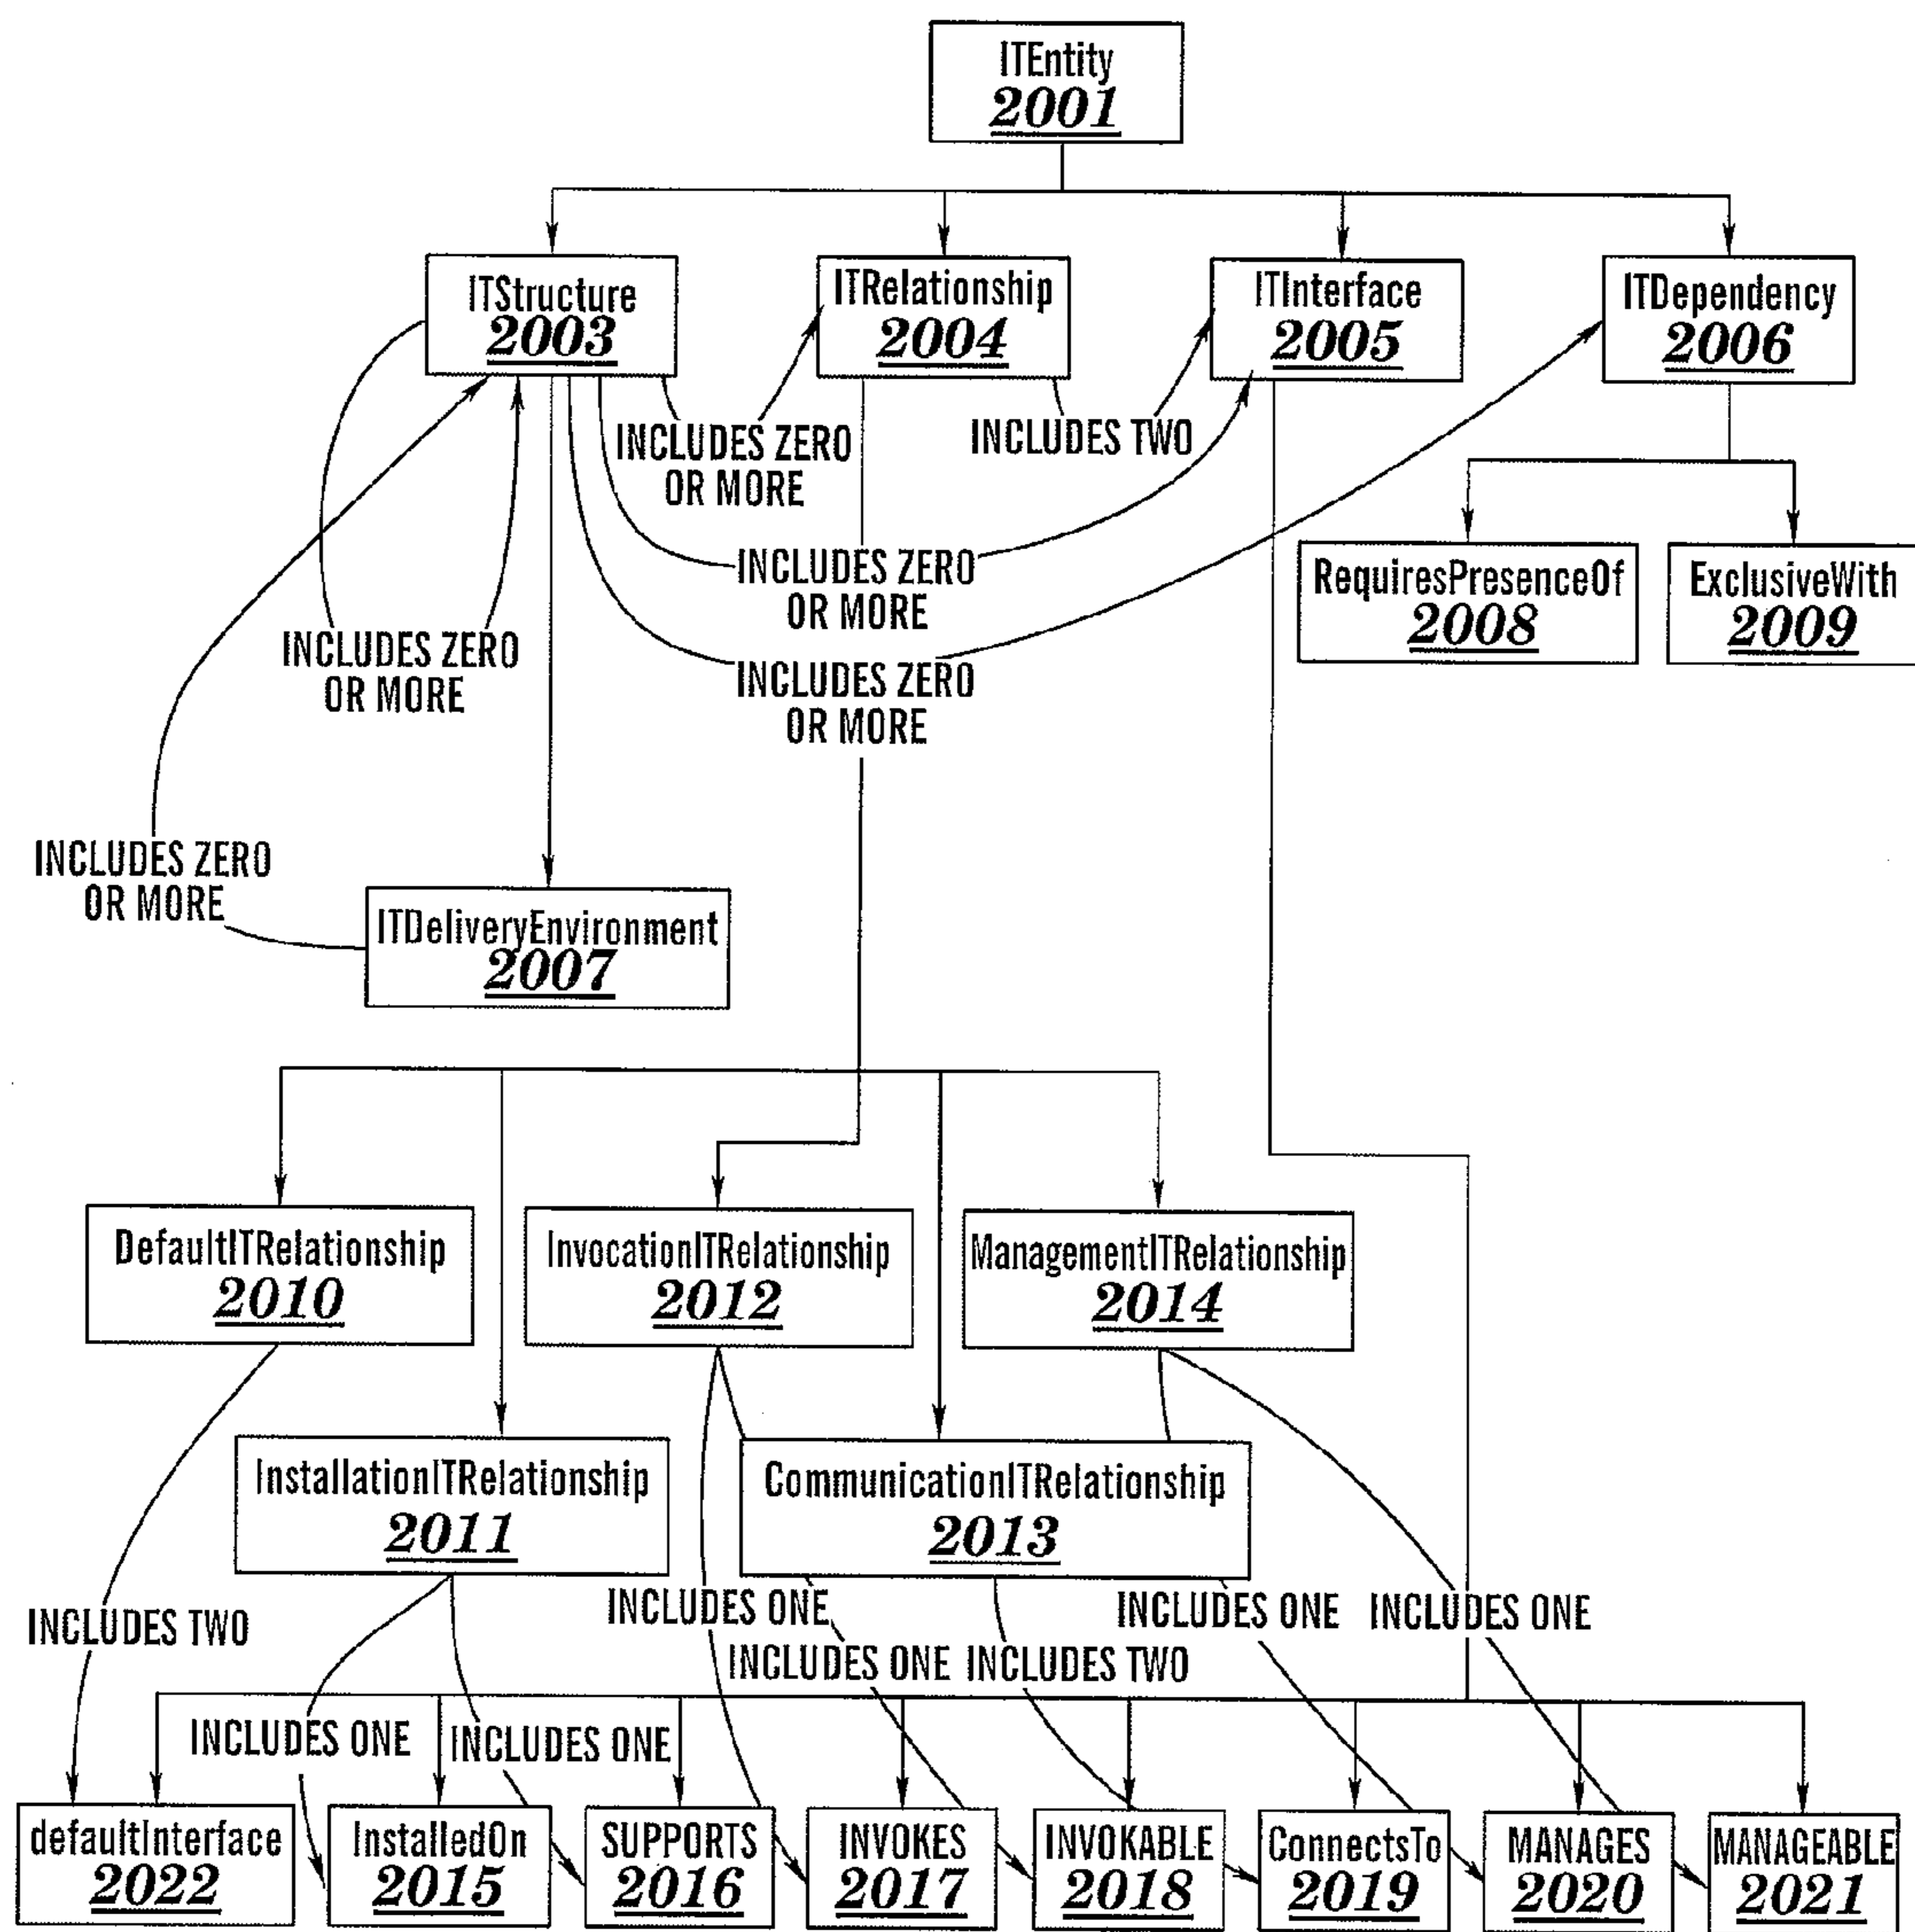 ITEntity
2001
ITStructure
2003
ITRelationship
2004
ITInterface
2005
ITDependency
2006
INCLUDES ZERO
OR MORE
INCLUDES TWO
INCLUDES ZERO
OR MORE
RequiresPresenceOf
2008
ExclusiveWith
2009
INCLUDES ZERO
OR MORE
INCLUDES ZERO
OR MORE
INCLUDES ZERO
OR MORE
ITDeliveryEnvironment
2007
DefaultITRelationship
2010
InvocationITRelationship
2012
ManagementITRelationship
2014
InstallationITRelationship
2011
CommunicationITRelationship
2013
INCLUDES TWO
INCLUDES ONE
INCLUDES ONE
INCLUDES TWO
INCLUDES ONE
INCLUDES ONE
INCLUDES ONE
INCLUDES ONE
defaultInterface
2022
InstalledOn
2015
SUPPORTS
2016
INVOKES
2017
INVOKABLE
2018
ConnectsTo
2019
MANAGES
2020
MANAGEABLE
2021